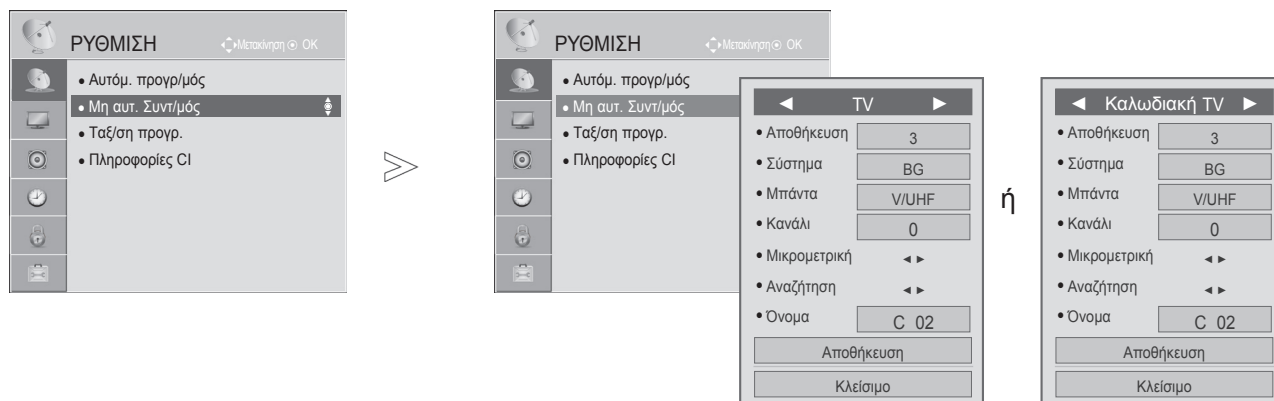 ΡΥΘΜΙΣΗ
Μετακίνηση OK
• Αυτόμ. προγρ/μός
• Μη αυτ. Συντ/μός
• Ταξ/ση προγρ.
• Πληροφορίες CI
ΡΥΘΜΙΣΗ
Μετακίνηση OK
• Αυτόμ. προγρ/μός
• Μη αυτ. Συντ/μός
• Ταξ/ση προγρ.
• Πληροφορίες CI
◄ TV ►
• Αποθήκευση 3
• Σύστημα BG
• Μπάντα V/UHF
• Κανάλι 0
• Μικρομετρική ◄ ►
• Αναζήτηση ◄ ►
• Όνομα C 02
Αποθήκευση
Κλείσιμο
ή
◄ Καλωδιακή TV ►
• Αποθήκευση 3
• Σύστημα BG
• Μπάντα V/UHF
• Κανάλι 0
• Μικρομετρική ◄ ►
• Αναζήτηση ◄ ►
• Όνομα C 02
Αποθήκευση
Κλείσιμο